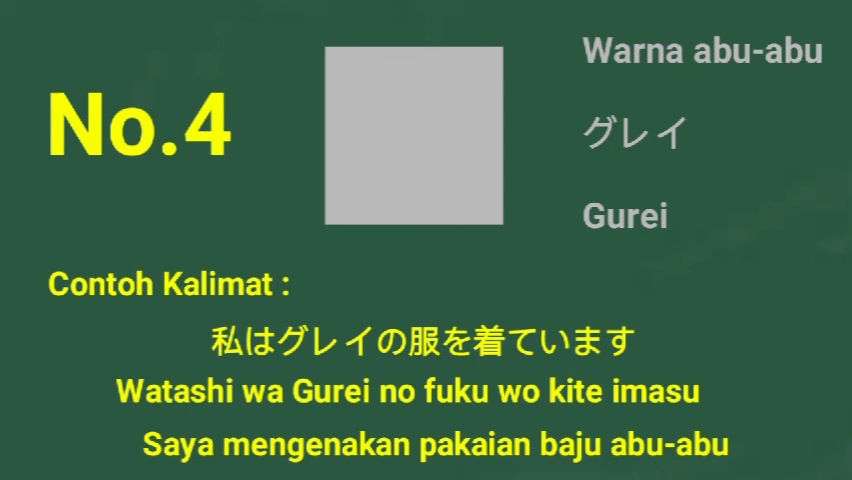 No.4
Warna abu-abu
グレイ
Gurei
Contoh Kalimat :
私はグレイの服を着ています
Watashi wa Gurei no fuku wo kite imasu
Saya mengenakan pakaian baju abu-abu